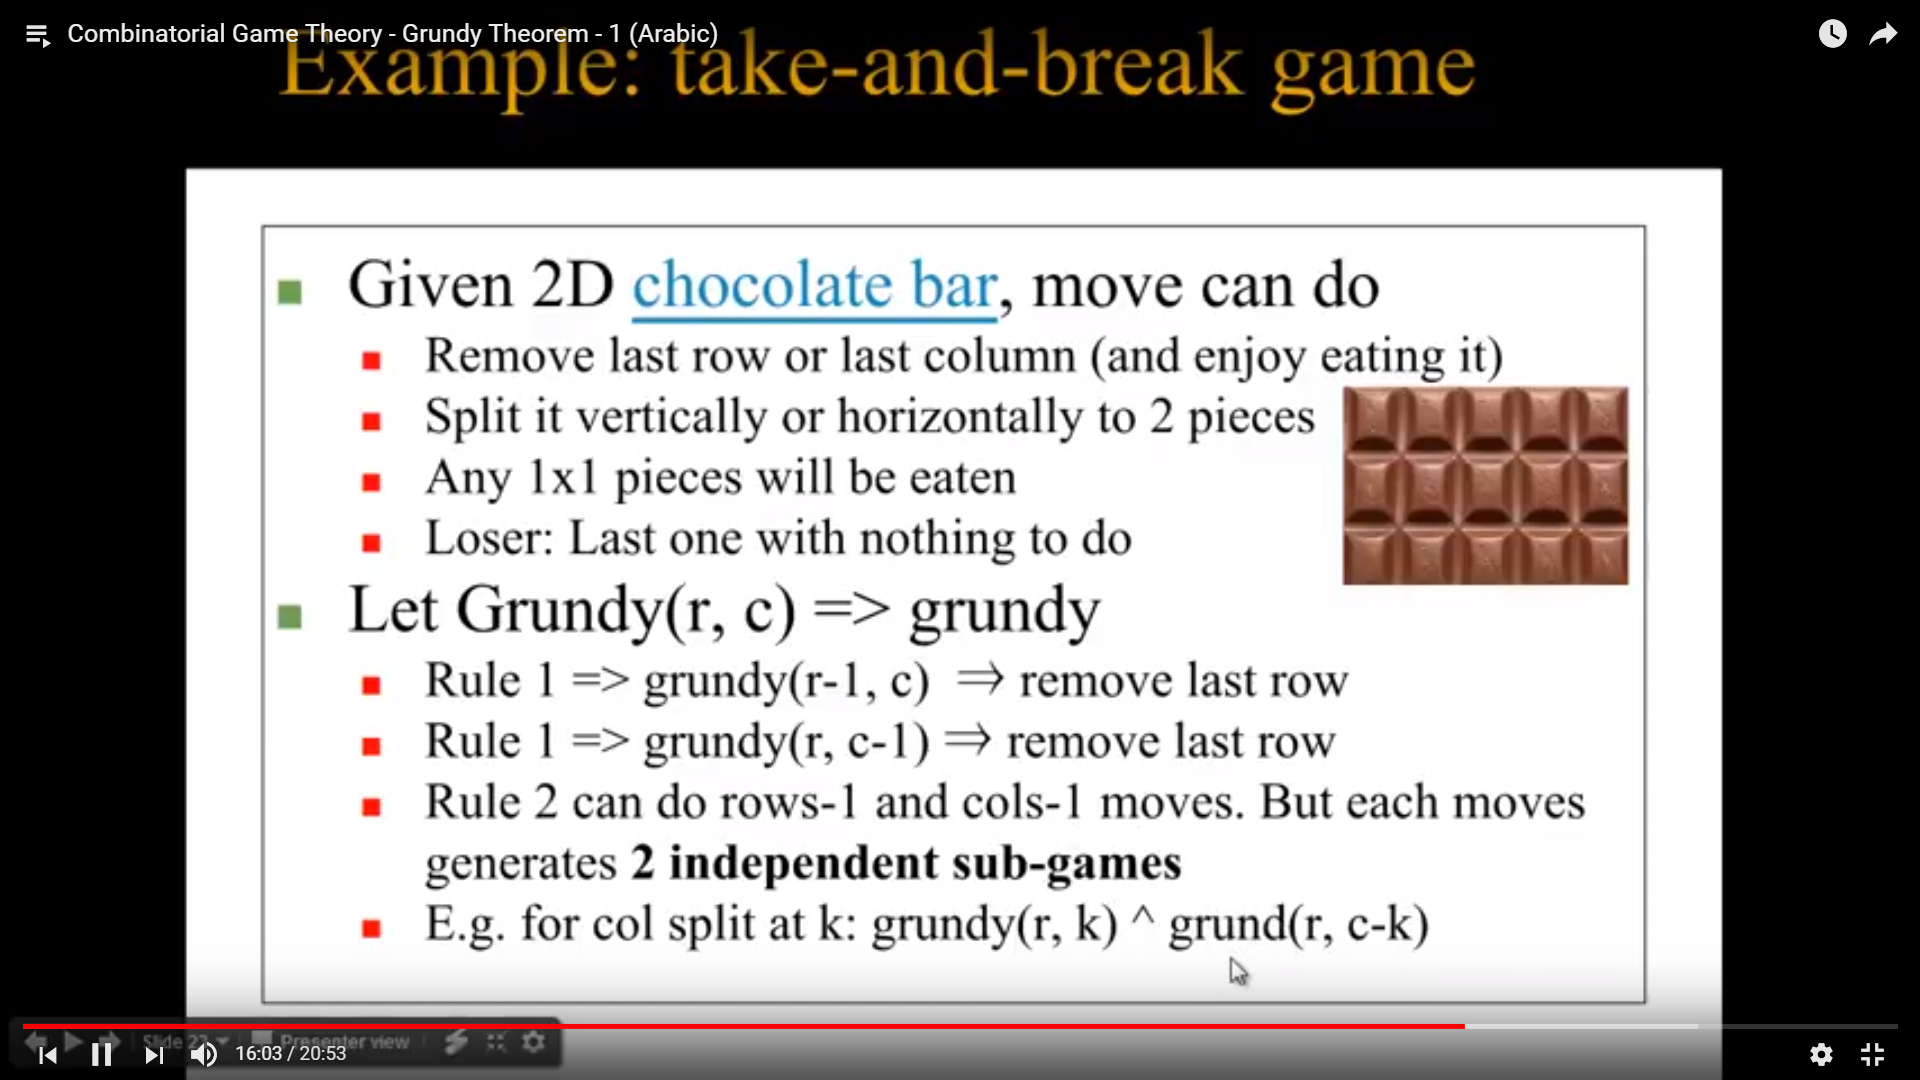 Combinatorial Game Theory - Grundy Theorem - 1 (Arabic)
Example: take-and-break game
Given 2D chocolate bar, move can do
Remove last row or last column (and enjoy eating it)
Split it vertically or horizontally to 2 pieces
Any 1x1 pieces will be eaten
Loser: Last one with nothing to do
Let Grundy(r, c) => grundy
Rule 1 => grundy(r-1, c) ⇒ remove last row
Rule 1 => grundy(r, c-1) ⇒ remove last row
Rule 2 can do rows-1 and cols-1 moves. But each moves
generates 2 independent sub-games
E.g. for col split at k: grundy(r, k) ^ grund(r, c-k)
Slide Presenter view
16:03 / 20:53